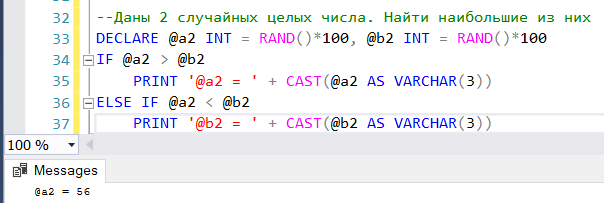 32 --Даны 2 случайных целых числа. Найти наибольшие из них
33 DECLARE @a2 INT = RAND()*100, @b2 INT = RAND()*100
34 IF @a2 > @b2
35 PRINT '@a2 = ' + CAST(@a2 AS VARCHAR(3))
36 ELSE IF @a2 < @b2
37 PRINT '@b2 = ' + CAST(@b2 AS VARCHAR(3))
100 %
Messages
@a2 = 56